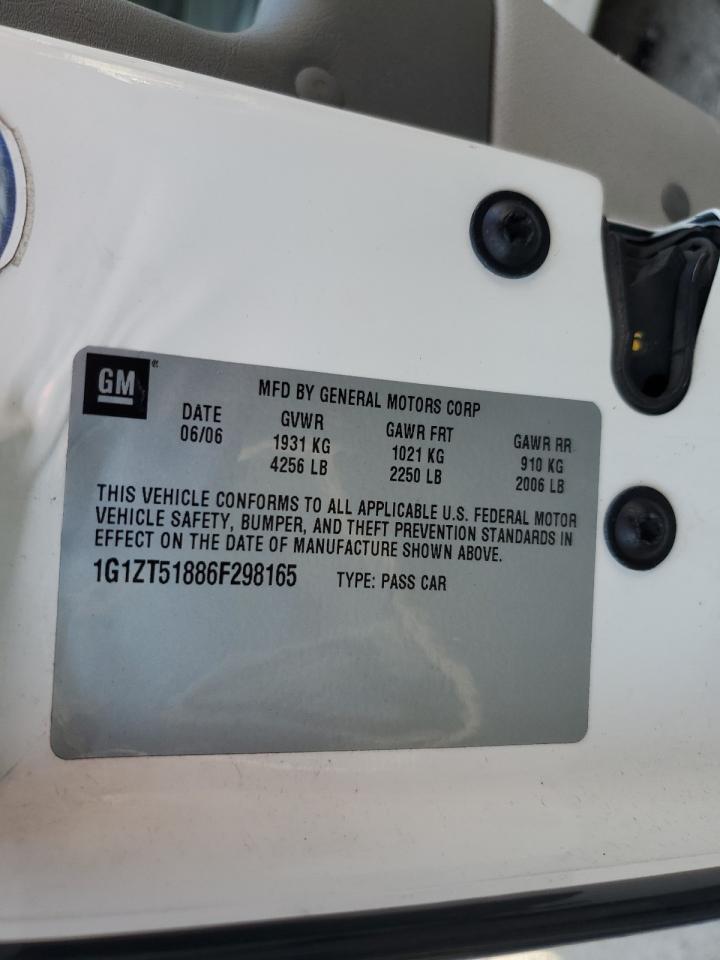 GM®
MFD BY GENERAL MOTORS CORP
DATE GVWR GAWR FRT GAWR RR
06/06 1931 KG 1021 KG 910 KG
4256 LB 2250 LB 2006 LB
THIS VEHICLE CONFORMS TO ALL APPLICABLE U.S. FEDERAL MOTOR
VEHICLE SAFETY, BUMPER, AND THEFT PREVENTION STANDARDS IN
EFFECT ON THE DATE OF MANUFACTURE SHOWN ABOVE.
1G1ZT51886F298165 TYPE: PASS CAR